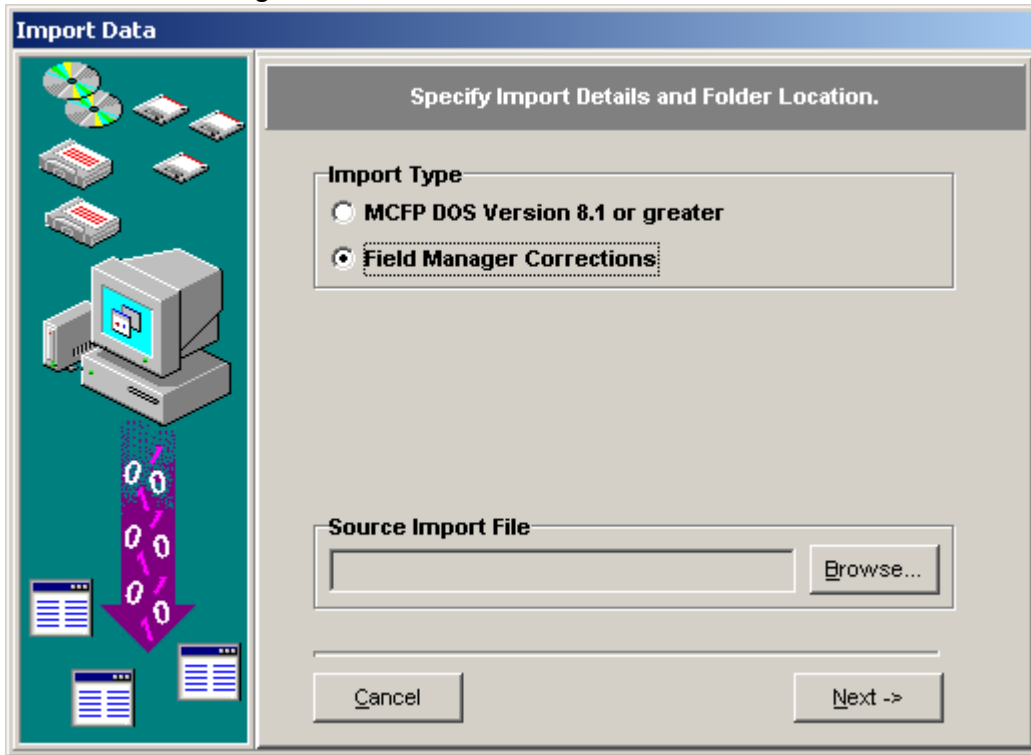 Import Data
Specify Import Details and Folder Location.
Import Type
MCFP DOS Version 8.1 or greater
Field Manager Corrections
Source Import File
Browse...
Cancel
Next ->